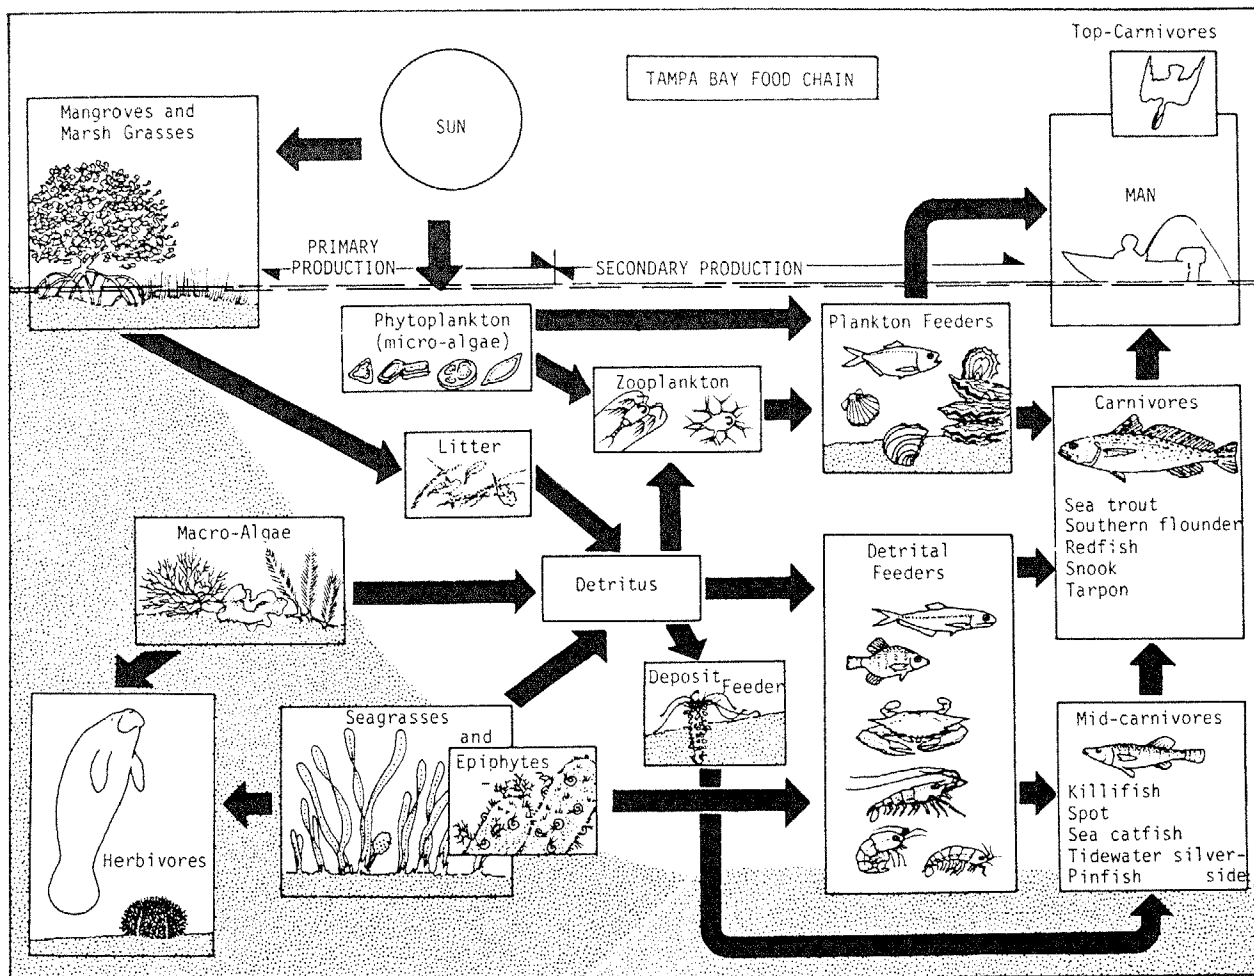 Top-Carnivores
TAMPA BAY FOOD CHAIN
Mangroves and
Marsh Grasses
SUN
MAN
PRIMARY
PRODUCTION
SECONDARY PRODUCTION
Phytoplankton
(micro-algae)
Plankton Feeders
Zooplankton
Carnivores
Litter
Sea trout
Southern flounder
Redfish
Snook
Tarpon
Macro-Algae
Detrital
Feeders
Detritus
Deposit Feeder
Seagrasses
and
Epiphytes
Mid-carnivores
Killifish
Spot
Sea catfish
Tidewater silver-
Pinfish side
Herbivores